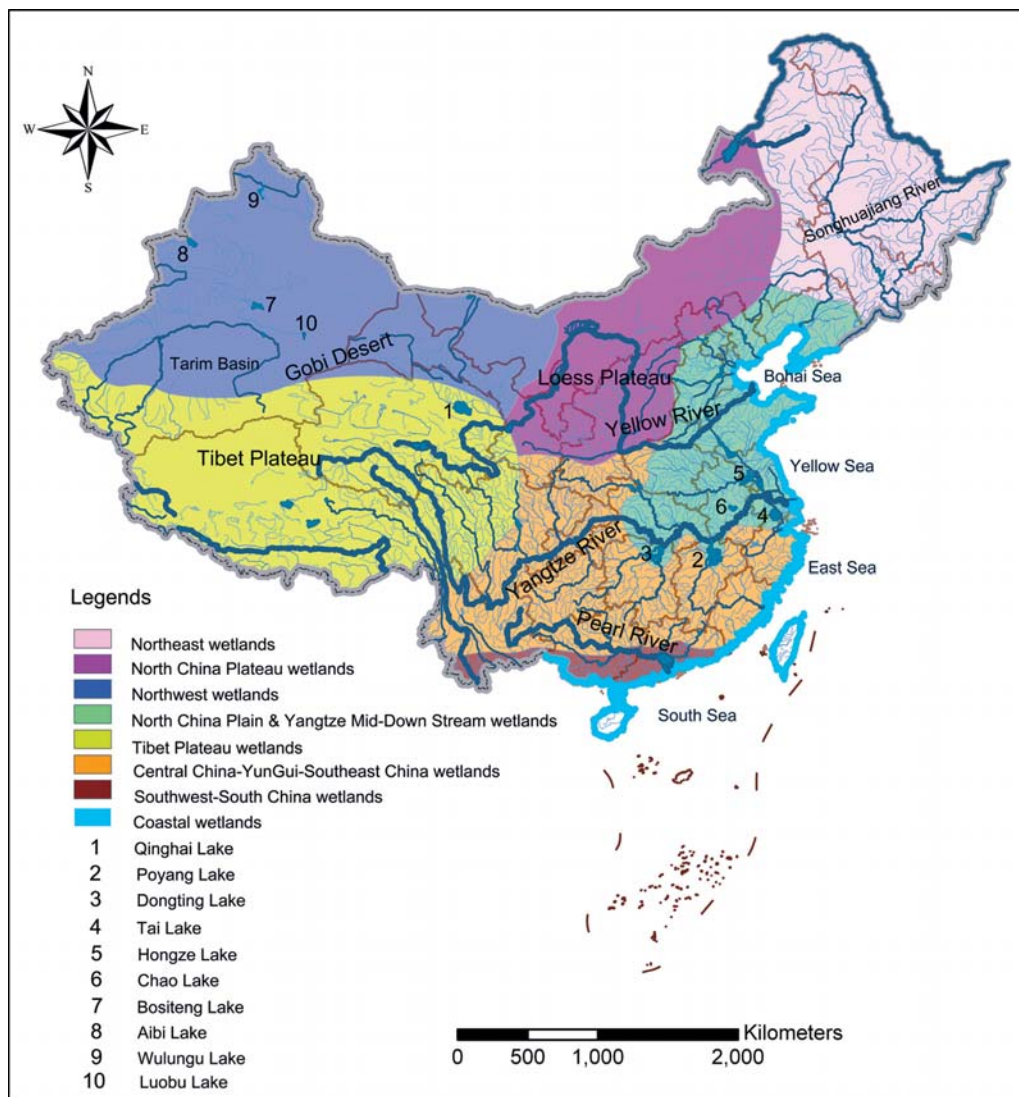 N
W E
S
9
8
7
10
Tarim Basin
Gobi Desert
1
Tibet Plateau
Loess Plateau
Yellow River
Songhuajiang River
Bohai Sea
Yellow Sea
5
6
4
3
2
Yangtze River
East Sea
Pearl River
South Sea
Legends
Northeast wetlands
North China Plateau wetlands
Northwest wetlands
North China Plain & Yangtze Mid-Down Stream wetlands
Tibet Plateau wetlands
Central China-YunGui-Southeast China wetlands
Southwest-South China wetlands
Coastal wetlands
1 Qinghai Lake
2 Poyang Lake
3 Dongting Lake
4 Tai Lake
5 Hongze Lake
6 Chao Lake
7 Bositeng Lake
8 Aibi Lake
9 Wulungu Lake
10 Luobu Lake
Kilometers
0 500 1,000 2,000